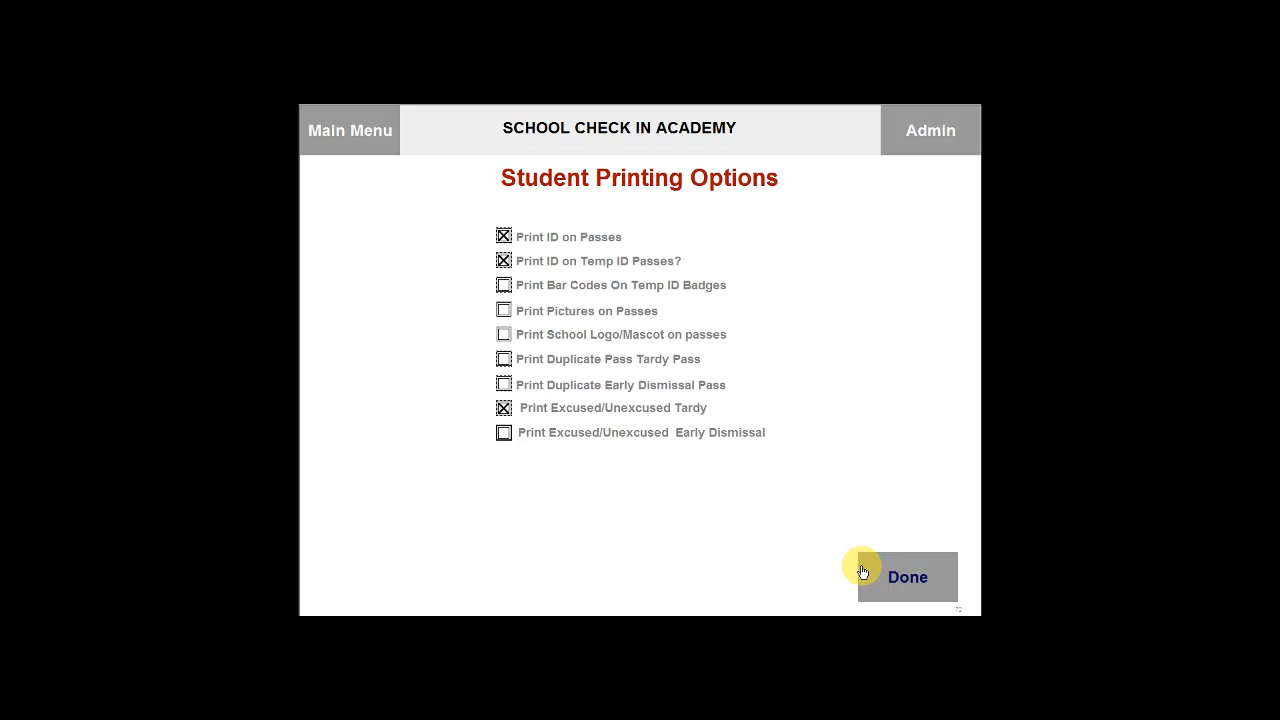 Main Menu
SCHOOL CHECK IN ACADEMY
Admin
Student Printing Options
Print ID on Passes
Print ID on Temp ID Passes?
Print Bar Codes On Temp ID Badges
Print Pictures on Passes
Print School Logo/Mascot on passes
Print Duplicate Pass Tardy Pass
Print Duplicate Early Dismissal Pass
Print Excused/Unexcused Tardy
Print Excused/Unexcused Early Dismissal
Done
72